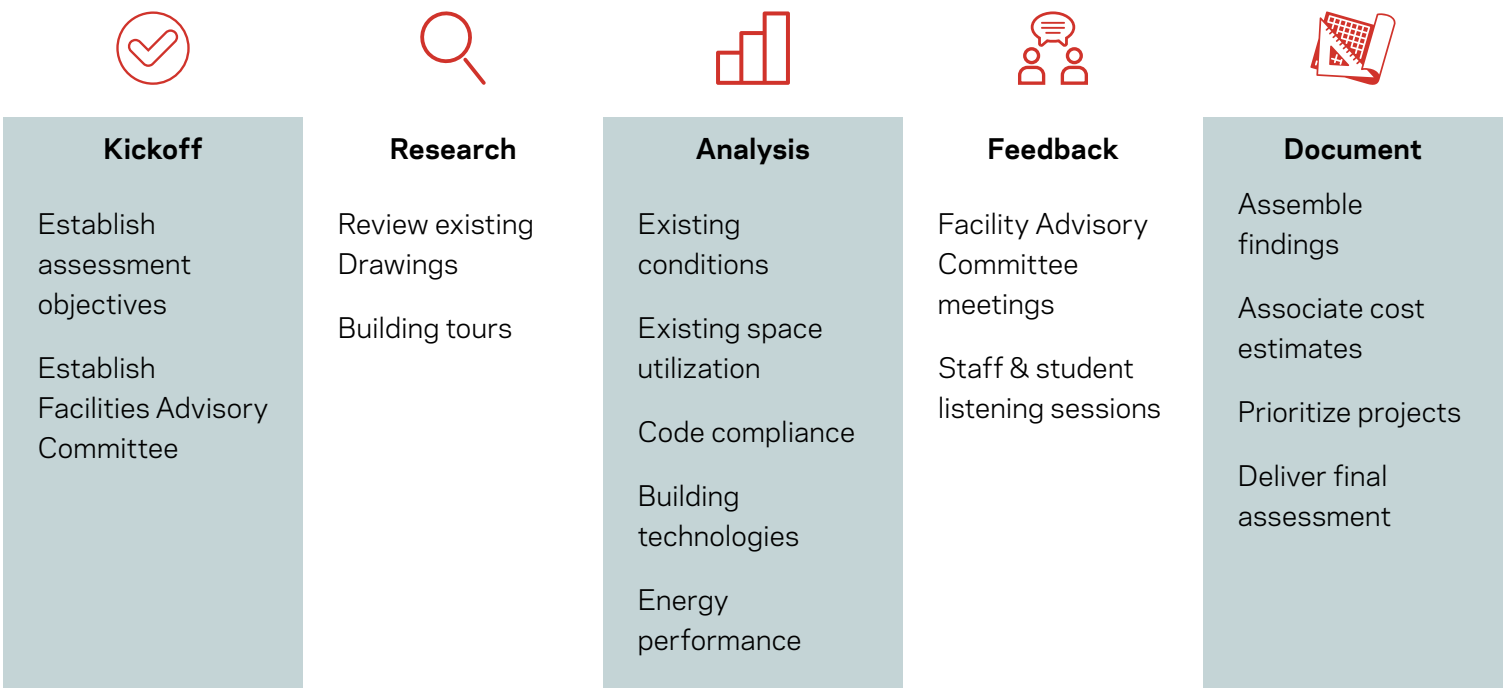 Kickoff
Establish
assessment
objectives
Establish
Facilities Advisory
Committee
Research
Review existing
Drawings
Building tours
Analysis
Existing
conditions
Existing space
utilization
Code compliance
Building
technologies
Energy
performance
Feedback
Facility Advisory
Committee
meetings
Staff & student
listening sessions
Document
Assemble
findings
Associate cost
estimates
Prioritize projects
Deliver final
assessment